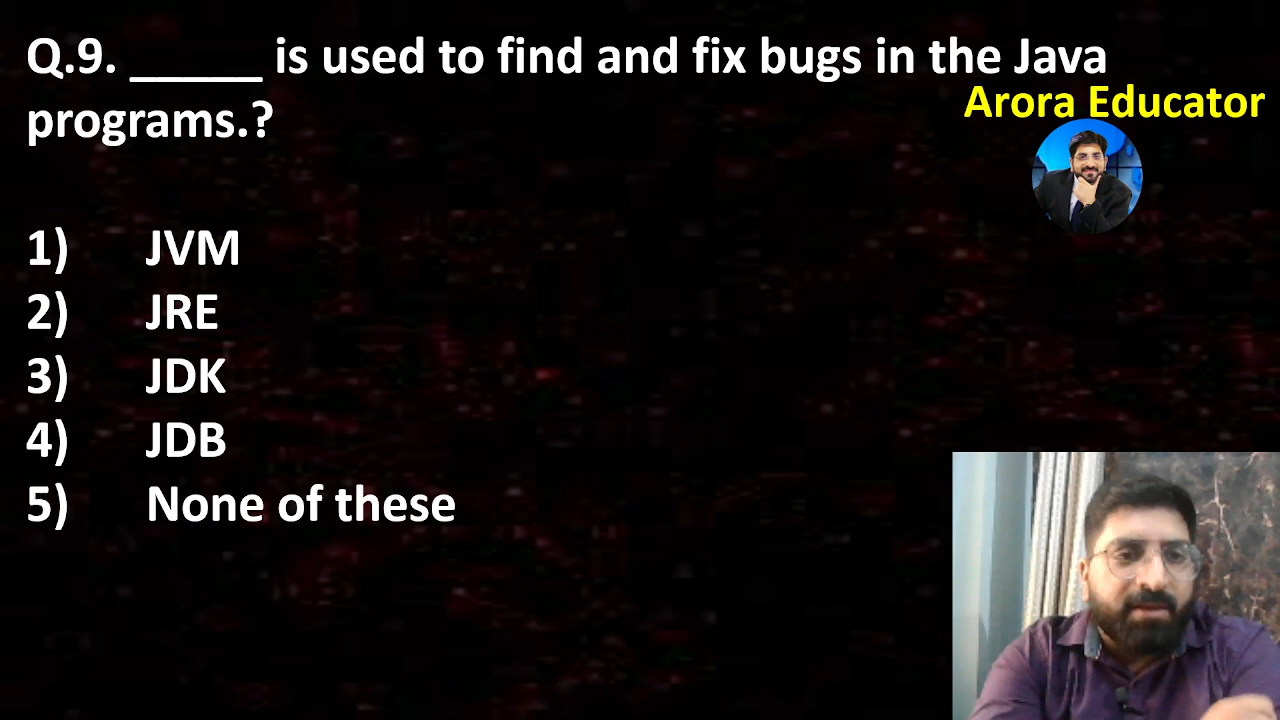 Q.9. _____ is used to find and fix bugs in the Java
programs.?
Arora Educator
1) JVM
2) JRE
3) JDK
4) JDB
5) None of these